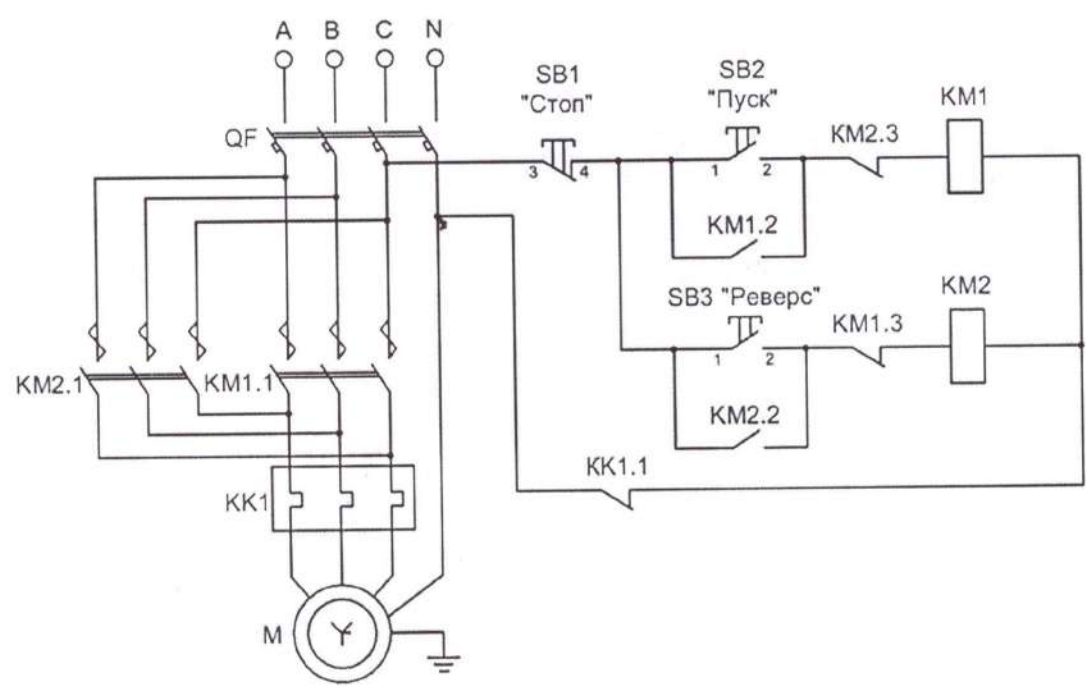 A B C N
SB1
"Стоп"
SB2
"Пуск"
KM1
QF
KM2.3
3 4
1 2
KM1.2
SB3 "Реверс"
KM2
KM1.3
1 2
KM2.1
KM1.1
KM2.2
KK1.1
KK1
M